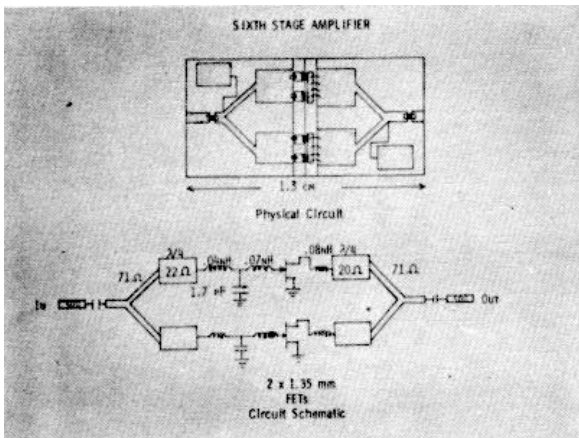 SIXTH STAGE AMPLIFIER
1.3 cm
Physical Circuit
λ/4 .04nH .07nH .08nH λ/4
71Ω 22Ω 20Ω 71Ω
1.7 pF
In Out
2 x 1.35 mm
FETs
Circuit Schematic